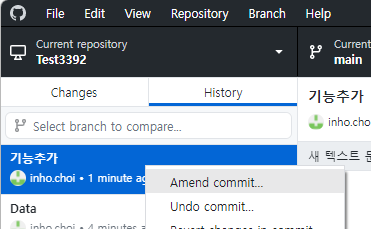 File Edit View Repository Branch Help
Current repository
Test3392
Current branch
main
Changes
History
Select branch to compare...
기능추가
inho.choi • 1 minute ag
Amend commit...
Undo commit...
Revert changes in commit
Data
inho.choi • 4 minutes
기능추가
inho.choi
새 텍스트 문